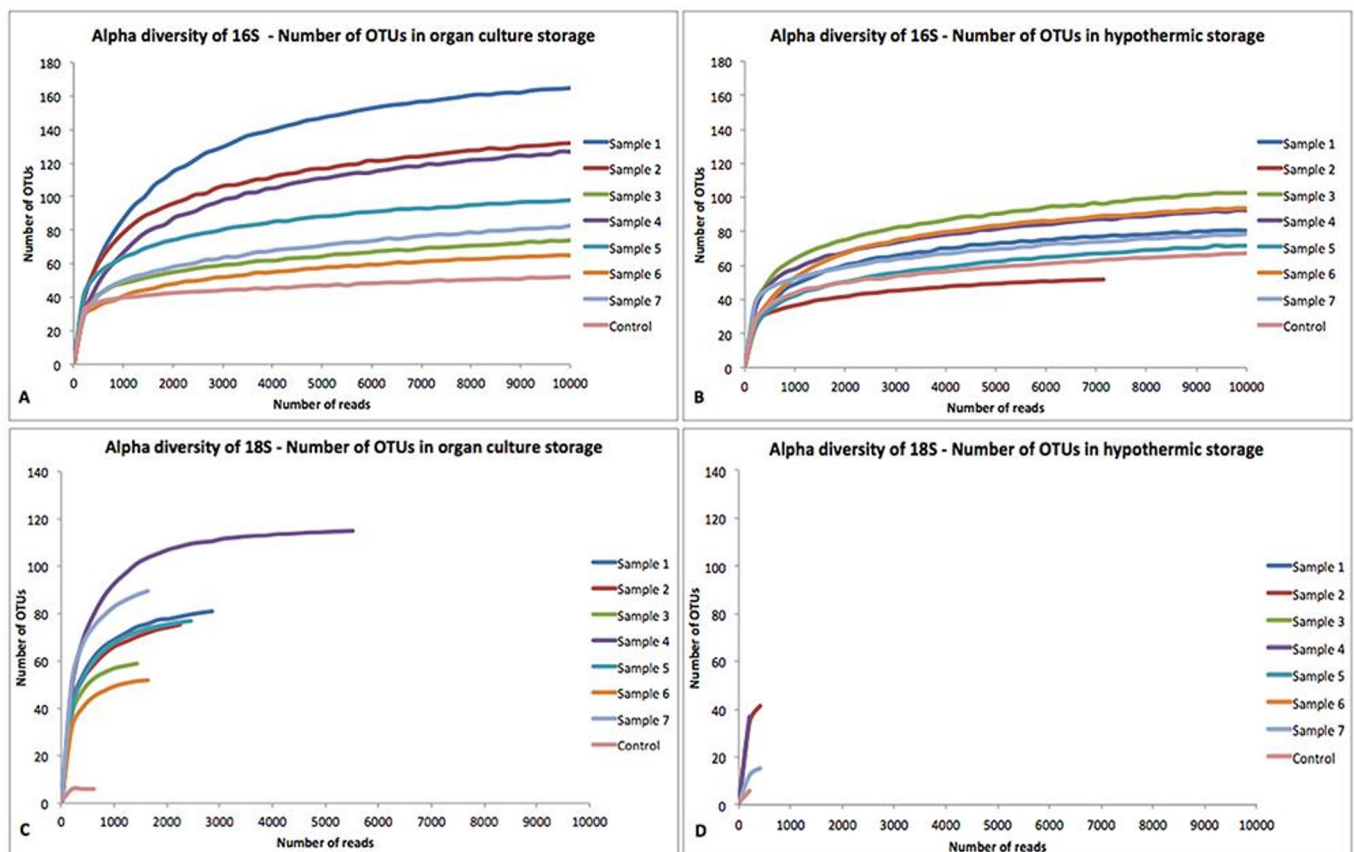 Alpha diversity of 16S - Number of OTUs in organ culture storage
180
160
140
120
100
80
60
40
20
0
Number of OTUs
0 1000 2000 3000 4000 5000 6000 7000 8000 9000 10000
Number of reads
Sample 1
Sample 2
Sample 3
Sample 4
Sample 5
Sample 6
Sample 7
Control
A
Alpha diversity of 16S - Number of OTUs in hypothermic storage
180
160
140
120
100
80
60
40
20
0
Number of OTUs
0 1000 2000 3000 4000 5000 6000 7000 8000 9000 10000
Number of reads
Sample 1
Sample 2
Sample 3
Sample 4
Sample 5
Sample 6
Sample 7
Control
B
Alpha diversity of 18S - Number of OTUs in organ culture storage
140
120
100
80
60
40
20
0
Number of OTUs
0 1000 2000 3000 4000 5000 6000 7000 8000 9000 10000
Number of reads
Sample 1
Sample 2
Sample 3
Sample 4
Sample 5
Sample 6
Sample 7
Control
C
Alpha diversity of 18S - Number of OTUs in hypothermic storage
140
120
100
80
60
40
20
0
Number of OTUs
0 1000 2000 3000 4000 5000 6000 7000 8000 9000 10000
Number of reads
Sample 1
Sample 2
Sample 3
Sample 4
Sample 5
Sample 6
Sample 7
Control
D